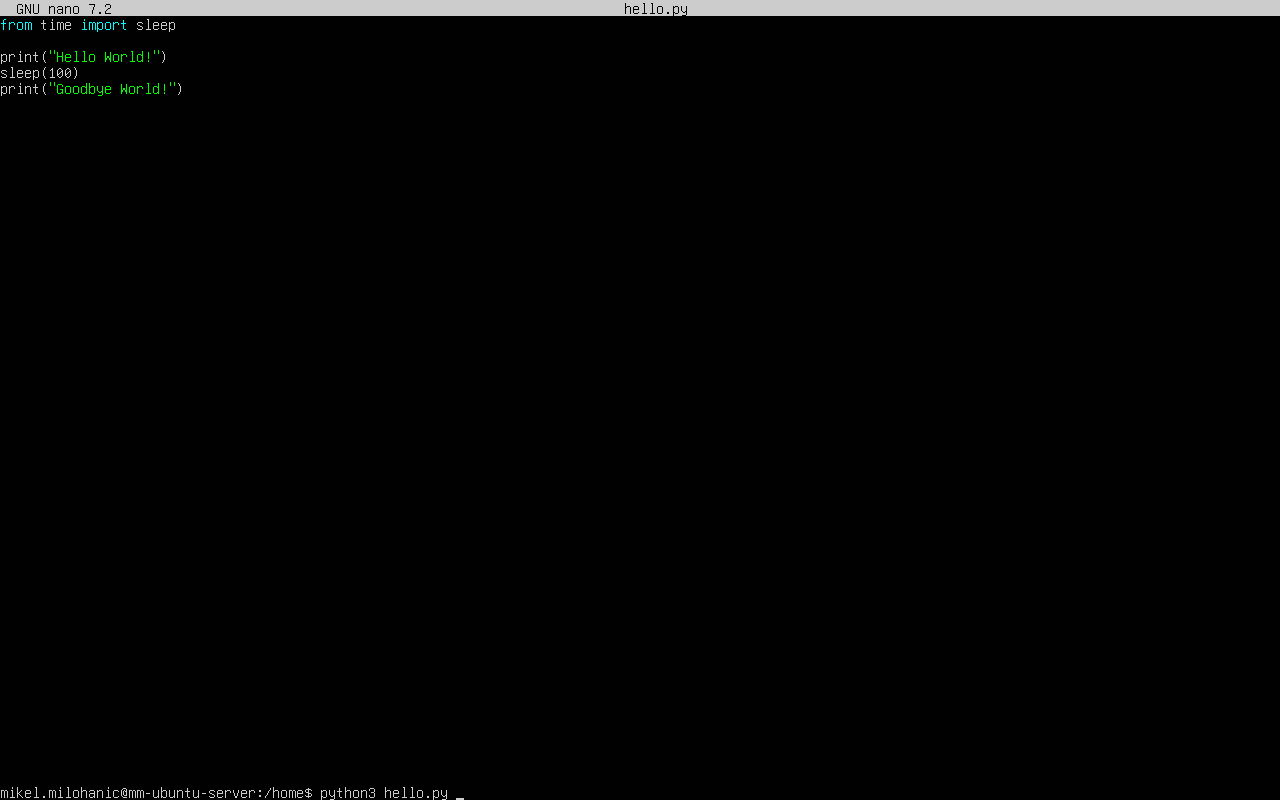 GNU nano 7.2 hello.py
from time import sleep
print("Hello World!")
sleep(100)
print("Goodbye World!")
mikel.milohanic@mm-ubuntu-server:/home$ python3 hello.py _